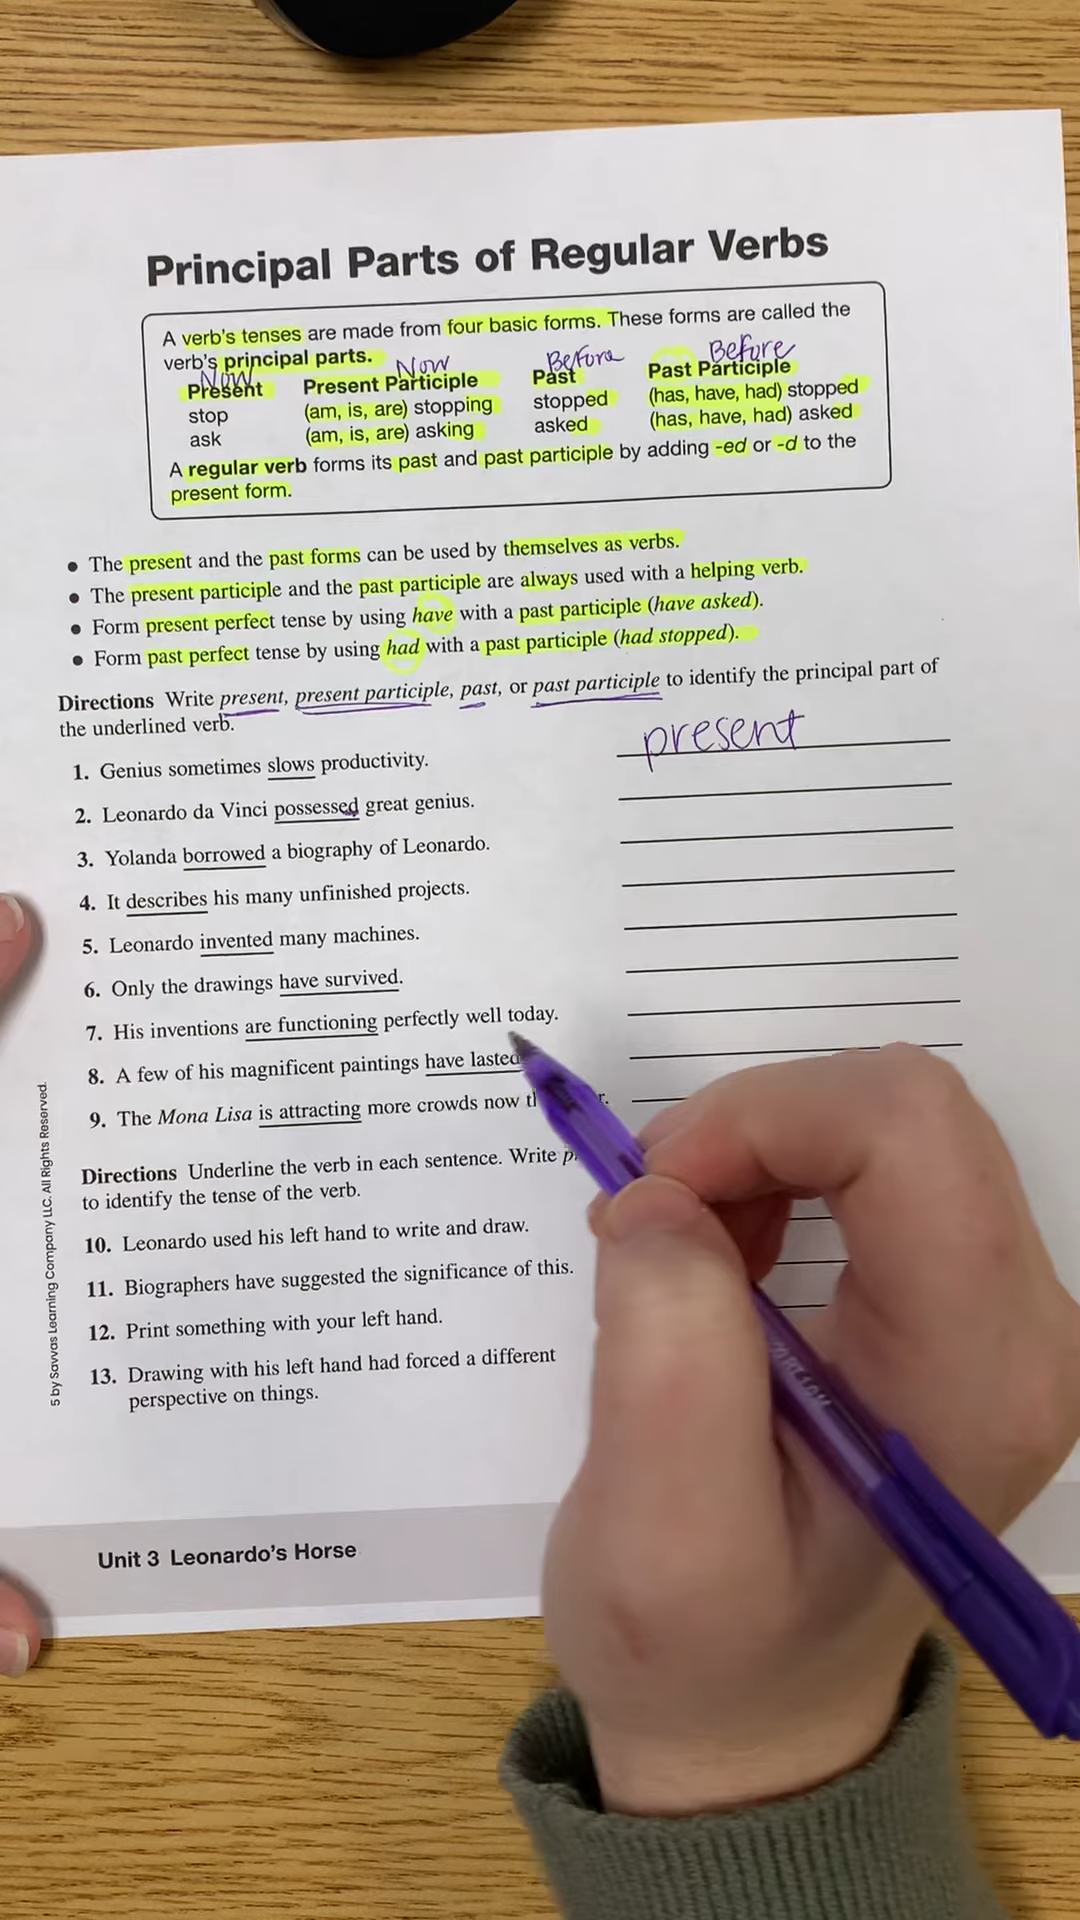 Principal Parts of Regular Verbs
A verb's tenses are made from four basic forms. These forms are called the
verb's principal parts.
Now Now Before Before
Present Present Participle Past Past Participle
stop (am, is, are) stopping stopped (has, have, had) stopped
ask (am, is, are) asking asked (has, have, had) asked
A regular verb forms its past and past participle by adding -ed or -d to the
present form.
• The present and the past forms can be used by themselves as verbs.
• The present participle and the past participle are always used with a helping verb.
• Form present perfect tense by using have with a past participle (have asked).
• Form past perfect tense by using had with a past participle (had stopped).
Directions Write present, present participle, past, or past participle to identify the principal part of
the underlined verb.
present
1. Genius sometimes slows productivity.
2. Leonardo da Vinci possessed great genius.
3. Yolanda borrowed a biography of Leonardo.
4. It describes his many unfinished projects.
5. Leonardo invented many machines.
6. Only the drawings have survived.
7. His inventions are functioning perfectly well today.
8. A few of his magnificent paintings have lasted
9. The Mona Lisa is attracting more crowds now
Directions Underline the verb in each sentence. Write
to identify the tense of the verb.
10. Leonardo used his left hand to write and draw.
11. Biographers have suggested the significance of this.
12. Print something with your left hand.
13. Drawing with his left hand had forced a different
perspective on things.
5 by Savvas Learning Company LLC. All Rights Reserved.
Unit 3 Leonardo's Horse